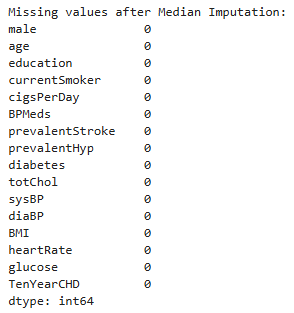 Missing values after Median Imputation:
male 0
age 0
education 0
currentSmoker 0
cigsPerDay 0
BPMeds 0
prevalentStroke 0
prevalentHyp 0
diabetes 0
totChol 0
sysBP 0
diaBP 0
BMI 0
heartRate 0
glucose 0
TenYearCHD 0
dtype: int64